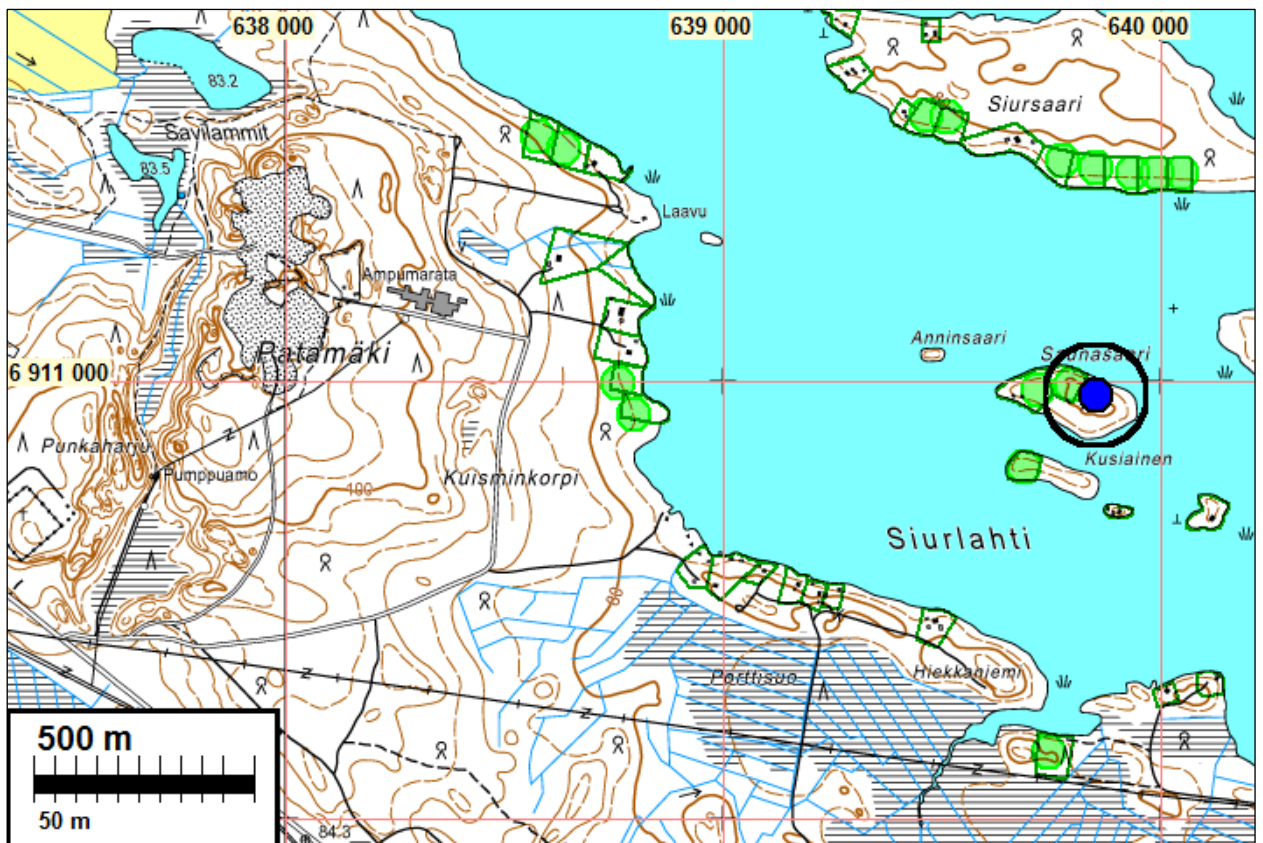 638 000
639 000
640 000
83.2
Siursaari
Savilammit
83.5
Laavu
Ampumarata
Anninsaari
Saunasaari
Patamäki
6 911 000
Punkaharju
Kusiainen
Pumppuamo
Kuisminkorpi
100
Siurlahti
80
Porttisuo
Hiekkaniemi
500 m
50 m
84.3